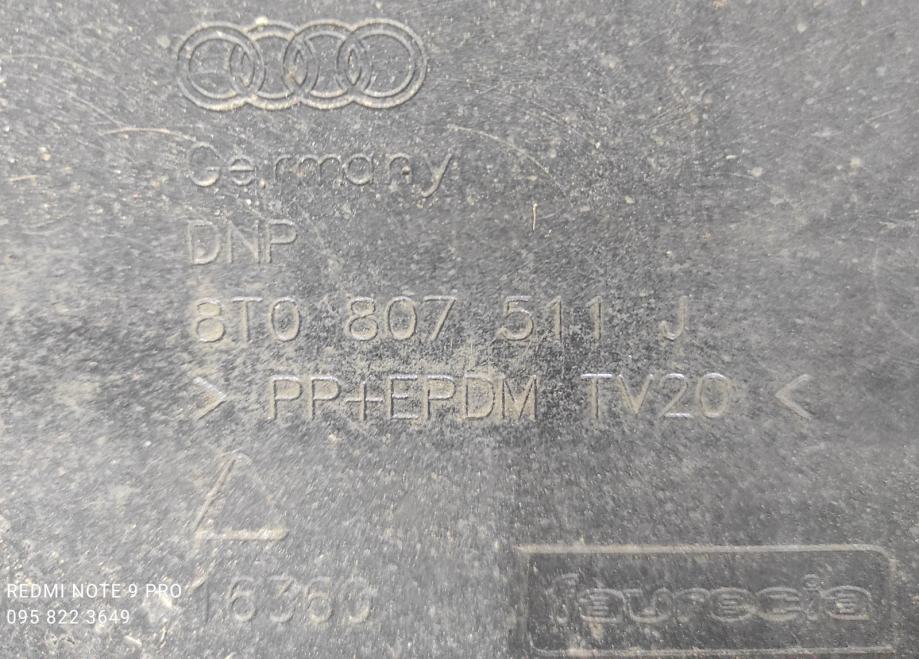 Germany
DNP
8T0 807 511 J
> PP+EPDM TV20 <
16360
faurecia
REDMI NOTE 9 PRO
095 822 3649